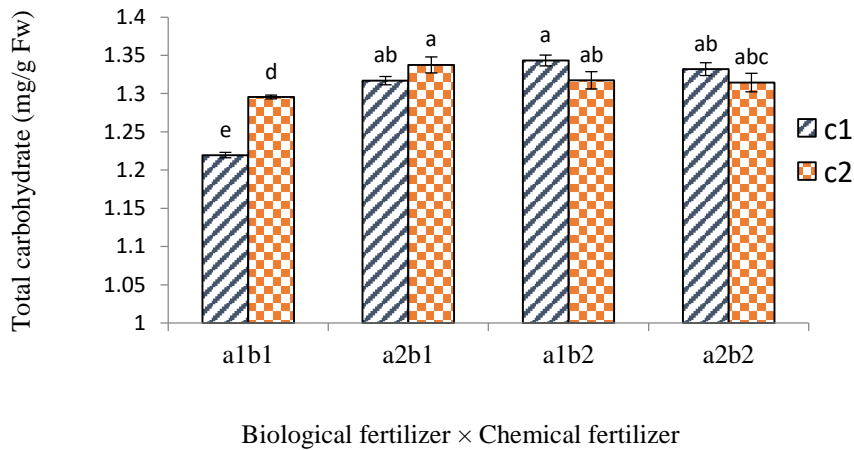 Total carbohydrate (mg/g Fw)
1.4
1.35
1.3
1.25
1.2
1.15
1.1
1.05
1
e
d
ab
a
a
ab
ab
abc
c1
c2
a1b1
a2b1
a1b2
a2b2
Biological fertilizer × Chemical fertilizer